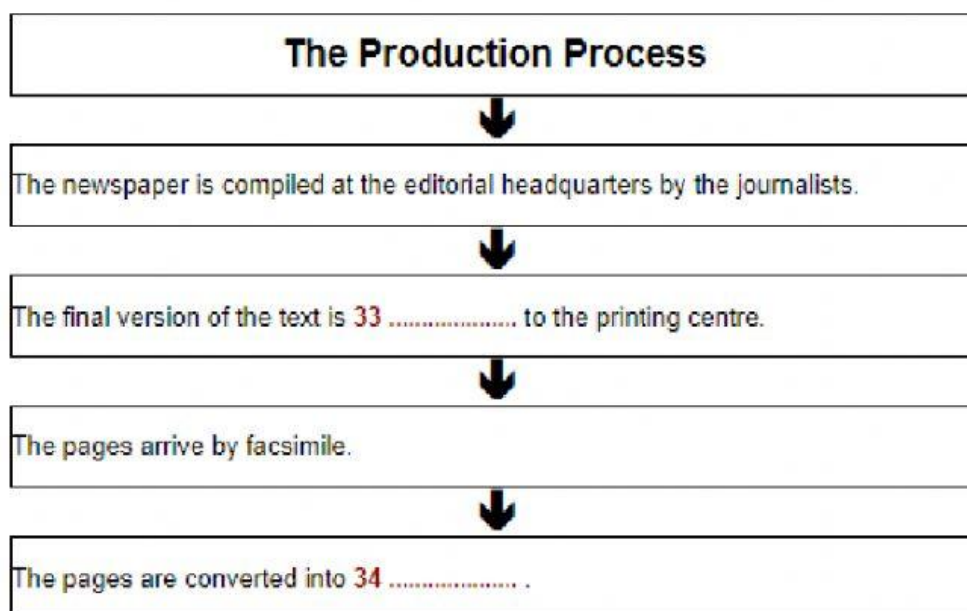 The Production Process
The newspaper is compiled at the editorial headquarters by the journalists.
The final version of the text is 33 ..................... to the printing centre.
The pages arrive by facsimile.
The pages are converted into 34 ..................... .